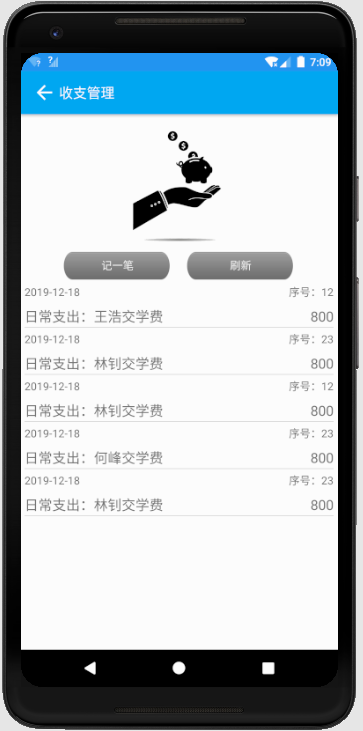 7:09
收支管理
记一笔
刷新
2019-12-18 序号：12
日常支出：王浩交学费 800
2019-12-18 序号：23
日常支出：林钊交学费 800
2019-12-18 序号：12
日常支出：林钊交学费 800
2019-12-18 序号：23
日常支出：何峰交学费 800
2019-12-18 序号：23
日常支出：林钊交学费 800